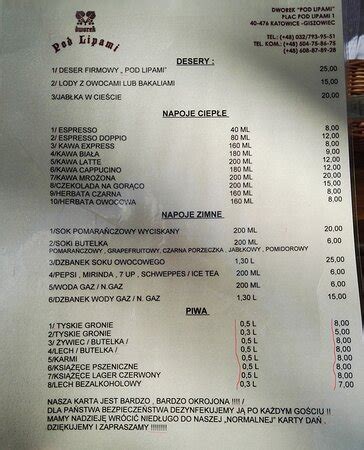 Dworek
Pod Lipami
DWOREK "POD LIPAMI"
PLAC POD LIPAMI 1
40-476 KATOWICE -GISZOWIEC
TEL. (+48) 032/793-95-51
TEL.KOM.: (+48) 504-75-86-75
(+48) 608-87-89-28
DESERY :
1/ DESER FIRMOWY „ POD LIPAMI" 25,00
2/ LODY Z OWOCAMI LUB BAKALIAMI 15,00
3/JABŁKA W CIEŚCIE 20,00
NAPOJE CIEPŁE
1/ ESPRESSO 40 ML 8,00
2/ ESPRESSO DOPPIO 80 ML 12,00
3/ KAWA EXPRESS 160 ML 8,00
4/KAWA BIAŁA 180 ML 9,00
5/KAWA LATTE 200 ML
6/KAWA CAPPUCINO 160 ML
7/KAWA MROŻONA 200 ML
8/CZEKOLADA NA GORĄCO 200 ML
9/HERBATA CZARNA 160 ML 8,00
10/HERBATA OWOCOWA 160 ML 8,00
NAPOJE ZIMNE
1/SOK POMARAŃCZOWY WYCISKANY 200 ML 20,00
2/SOKI BUTELKA 200 ML 6,00
POMARAŃCZOWY , GRAPEFRUITOWY, CZARNA PORZECZKA , JABŁKOWY , POMIDOROWY
3/DZBANEK SOKU OWOCOWEGO 1,30 L 25,00
4/PEPSI , MIRINDA , 7 UP , SCHWEPPES / ICE TEA 200 ML 6,00
5/WODA GAZ / N.GAZ 200 ML 6,00
6/DZBANEK WODY GAZ / N.GAZ 1,30 L 15,00
PIWA
1/ TYSKIE GRONIE 0,5 L 8,00
2/TYSKIE GRONIE 0,3 L 5,00
3/ ŻYWIEC / BUTELKA / 0,5 L 8,00
4/LECH / BUTELKA / 0,5 L 8,00
5/KARMI 0,5 L 8,00
6/ KSIĄŻĘCE PSZENICZNE 0,5 L 8,00
7/ KSIĄŻĘCE LAGER CZERWONY 0,5 L 8,00
8/LECH BEZALKOHOLOWY 0,3 L 7,00
NASZA KARTA JEST BARDZO , BARDZO OKROJONA !!!! /
DLA PAŃSTWA BEZPIECZEŃSTWA DEZYNFEKUJEMY JĄ PO KAŻDYM GOŚCIU !!
MAMY NADZIEJĘ WRÓCIĆ NIEDŁUGO DO NASZEJ „NORMALNEJ" KARTY DAŃ .
DZIĘKUJEMY I ZAPRASZAMY !!!!!!!!